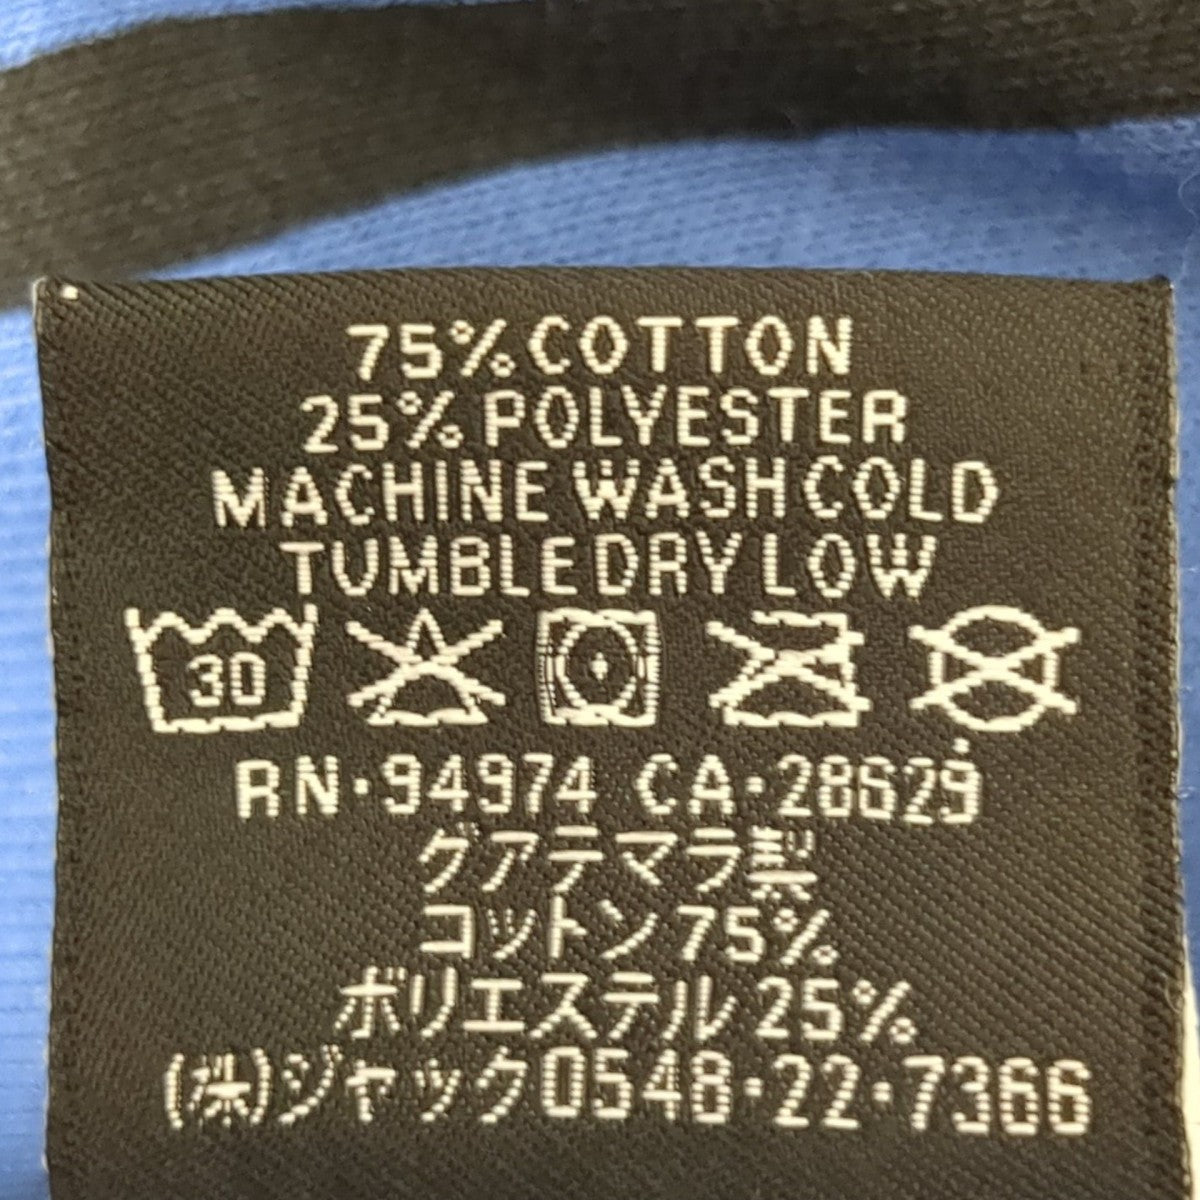 75% COTTON
25% POLYESTER
MACHINE WASH COLD
TUMBLE DRY LOW
30
RN・94974 CA・28629
グアテマラ製
コットン75%
ポリエステル25%
(株)ジャック0548・22・7366